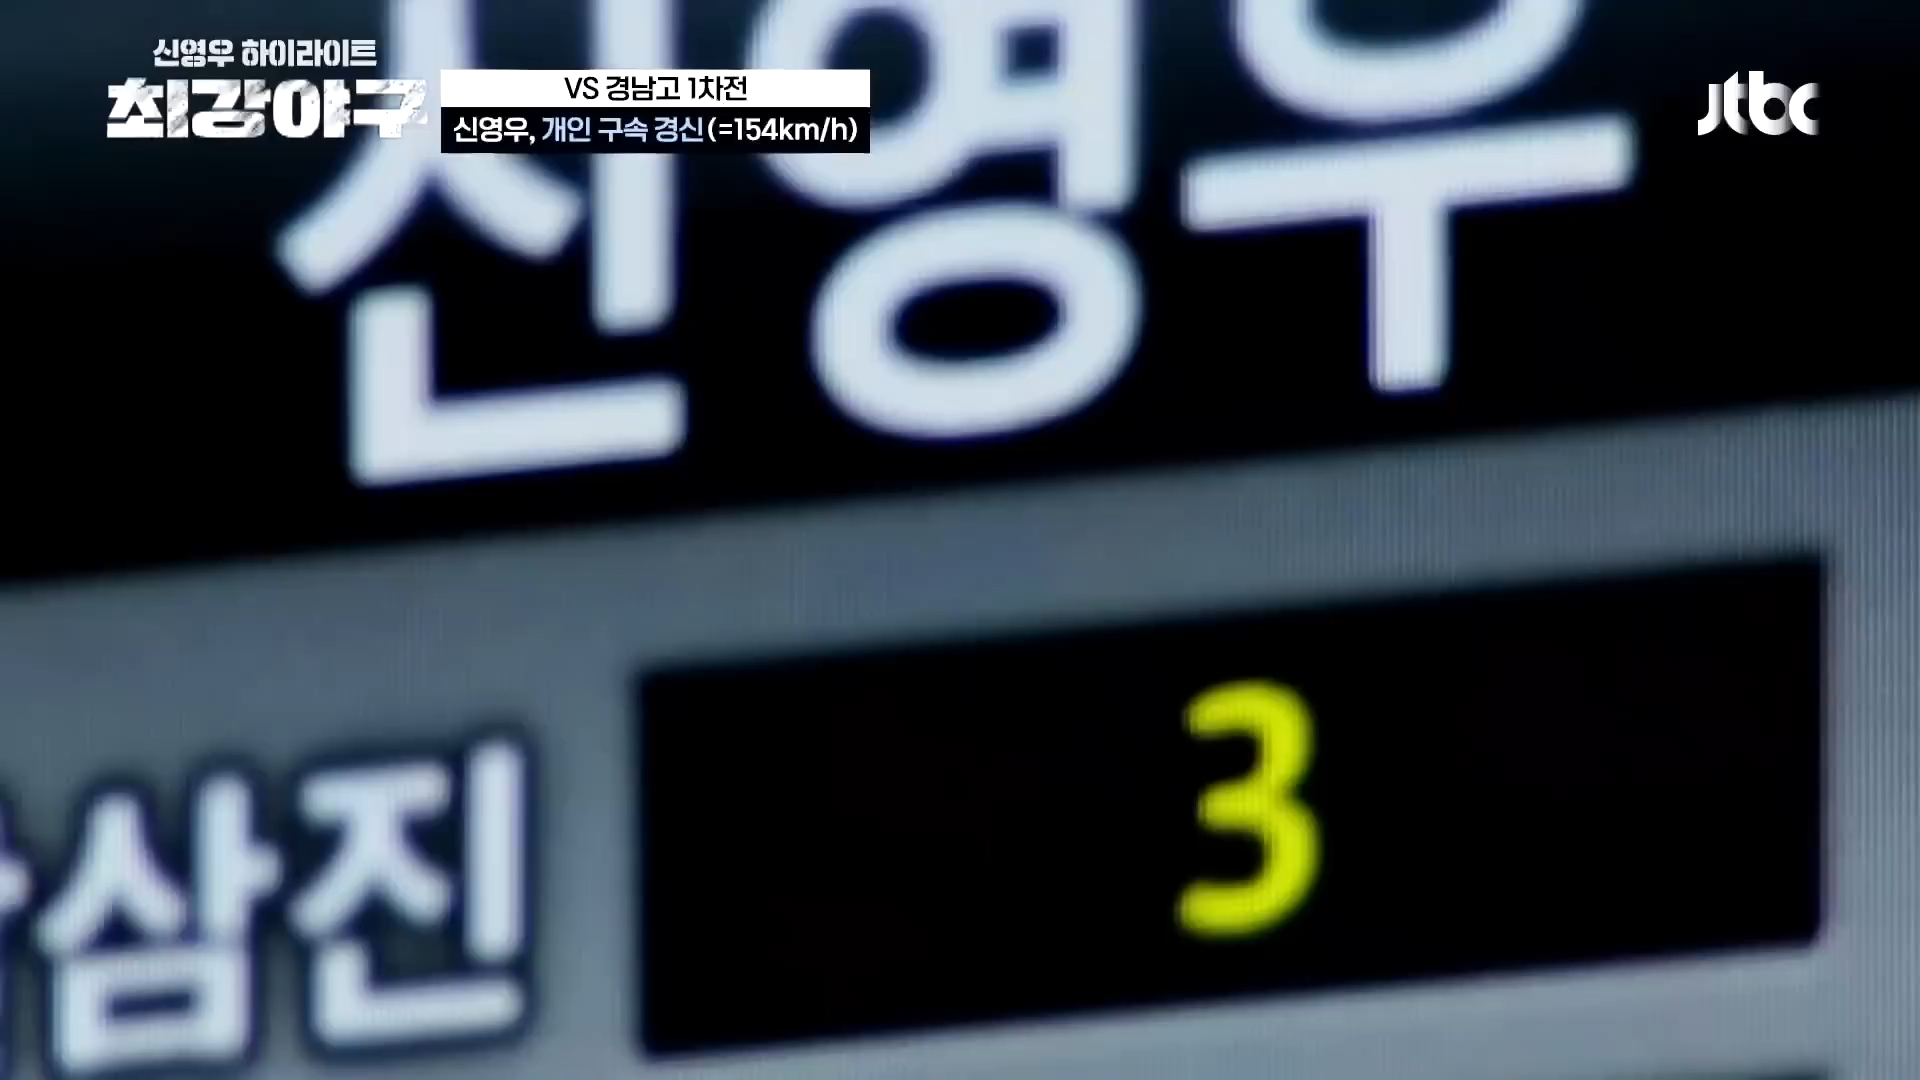 신영우 하이라이트
최강야구
VS 경남고 1차전
신영우, 개인 구속 경신(=154km/h)
jtbc
신영우
삼진
3